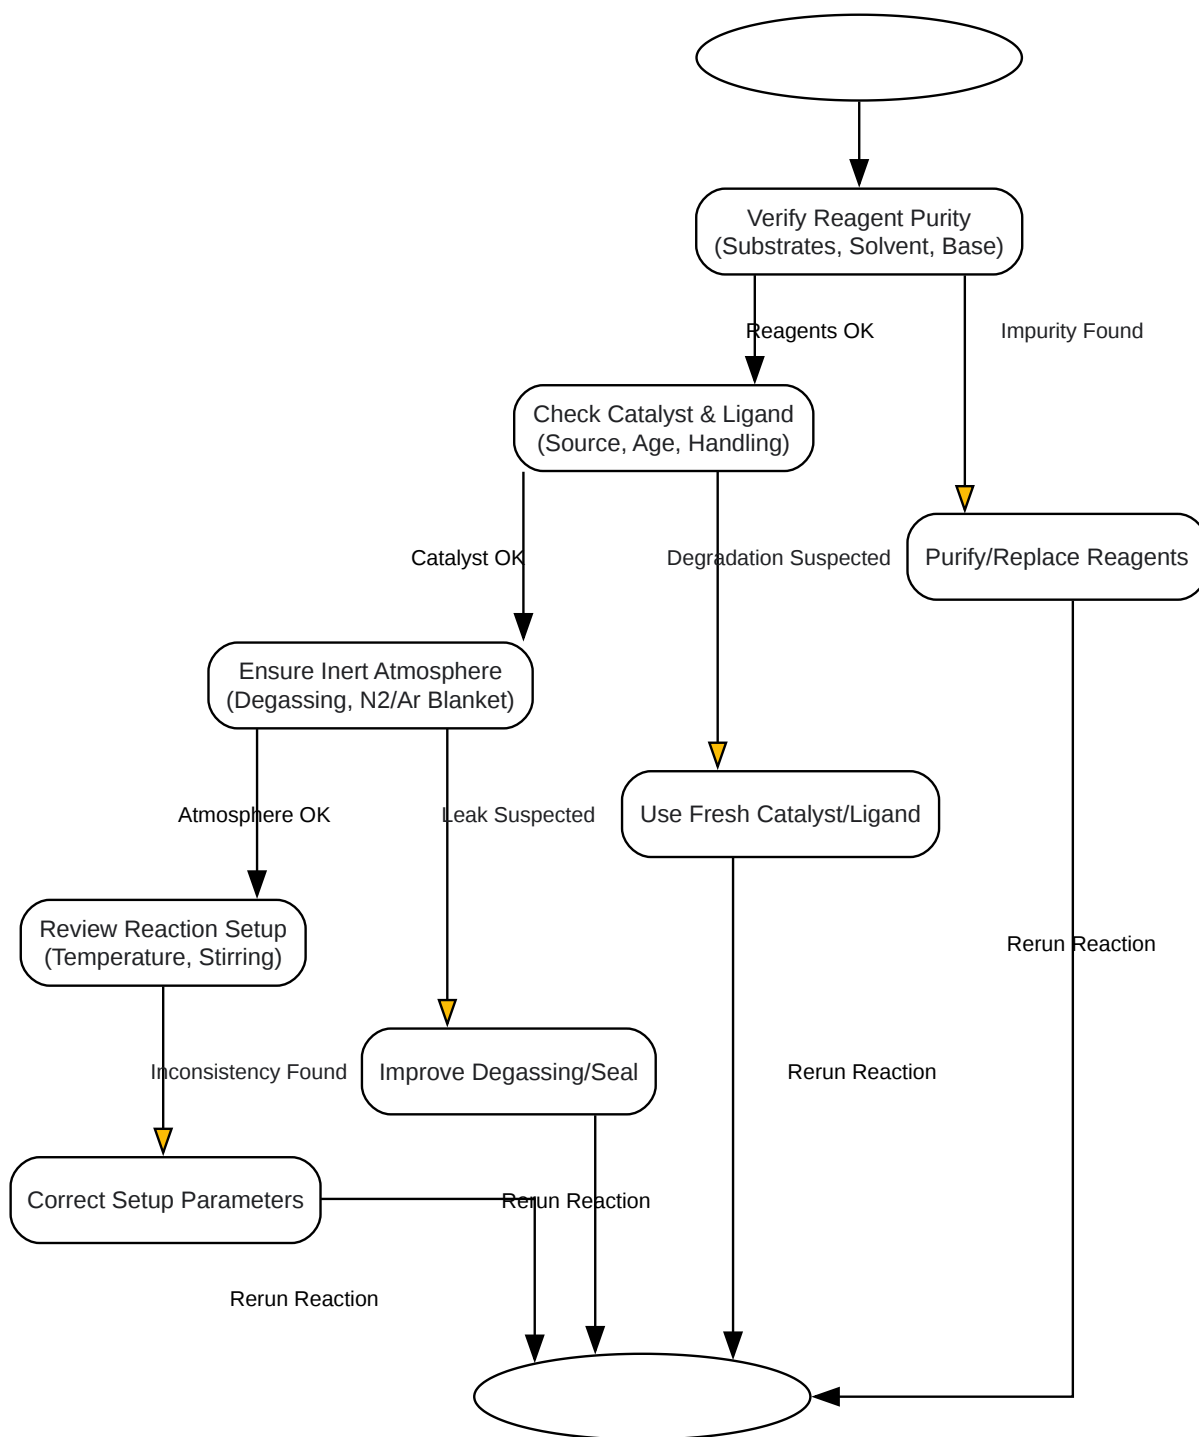 Verify Reagent Purity
(Substrates, Solvent, Base)
Reagents OK
Impurity Found
Check Catalyst & Ligand
(Source, Age, Handling)
Catalyst OK
Degradation Suspected
Purify/Replace Reagents
Ensure Inert Atmosphere
(Degassing, N2/Ar Blanket)
Atmosphere OK
Leak Suspected
Use Fresh Catalyst/Ligand
Review Reaction Setup
(Temperature, Stirring)
Rerun Reaction
Inconsistency Found
Improve Degassing/Seal
Rerun Reaction
Correct Setup Parameters
Rerun Reaction
Rerun Reaction